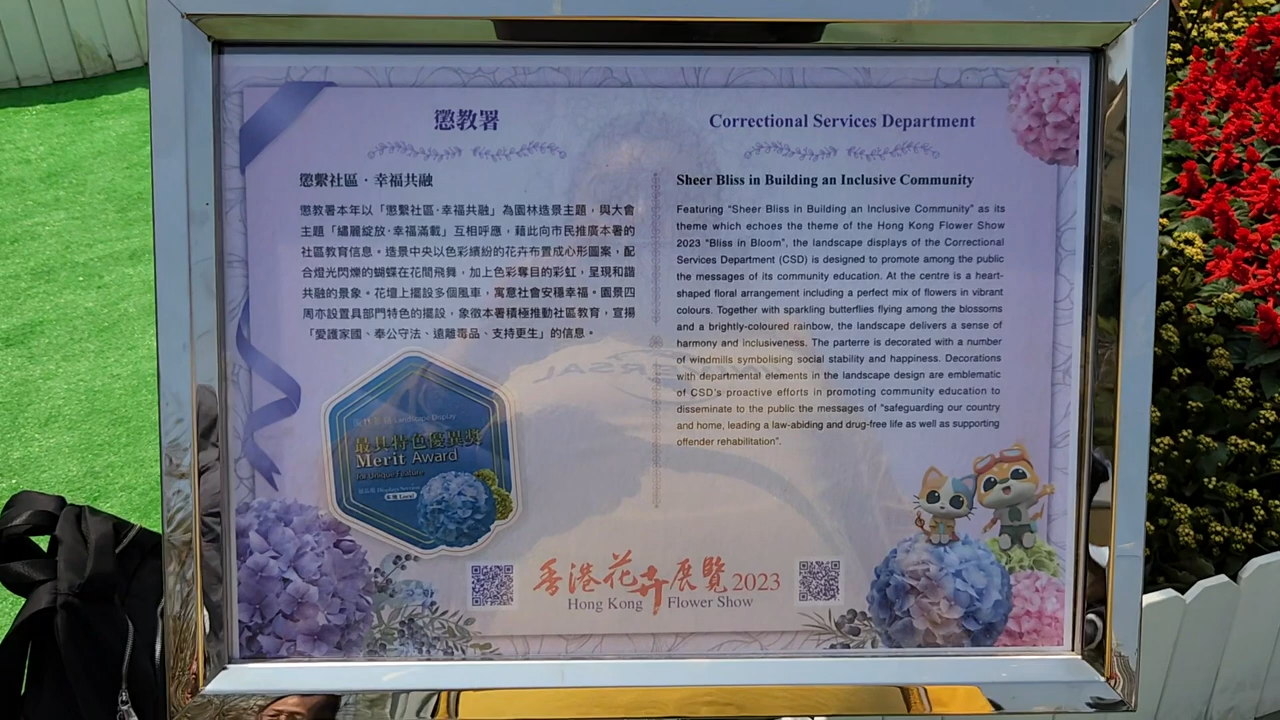 懲教署
懲繫社區·幸福共融
懲教署本年以「懲繫社區·幸福共融」為園林造景主題，與大會
主題「繡麗綻放·幸福滿載」互相呼應，藉此向市民推廣本署的
社區教育信息。造景中央以色彩繽紛的花卉布置成心形圖案，配
合燈光閃爍的蝴蝶在花間飛舞，加上色彩奪目的彩虹，呈現和諧
共融的景象。花壇上擺設多個風車，寓意社會安穩幸福。園景四
周亦設置具部門特色的擺設，象徵本署積極推動社區教育，宣揚
「愛護家國、奉公守法、遠離毒品、支持更生」的信息。
Correctional Services Department
Sheer Bliss in Building an Inclusive Community
Featuring “Sheer Bliss in Building an Inclusive Community” as its
theme which echoes the theme of the Hong Kong Flower Show
2023 “Bliss in Bloom”, the landscape displays of the Correctional
Services Department (CSD) is designed to promote among the public
the messages of its community education. At the centre is a heart-
shaped floral arrangement including a perfect mix of flowers in vibrant
colours. Together with sparkling butterflies flying among the blossoms
and a brightly-coloured rainbow, the landscape delivers a sense of
harmony and inclusiveness. The parterre is decorated with a number
of windmills symbolising social stability and happiness. Decorations
with departmental elements in the landscape design are emblematic
of CSD’s proactive efforts in promoting community education to
disseminate to the public the messages of “safeguarding our country
and home, leading a law-abiding and drug-free life as well as supporting
offender rehabilitation”.
Landscape Display
最具特色優異獎
Merit Award
for Unique Feature
本地 Local
香港花卉展覽2023
Hong Kong Flower Show